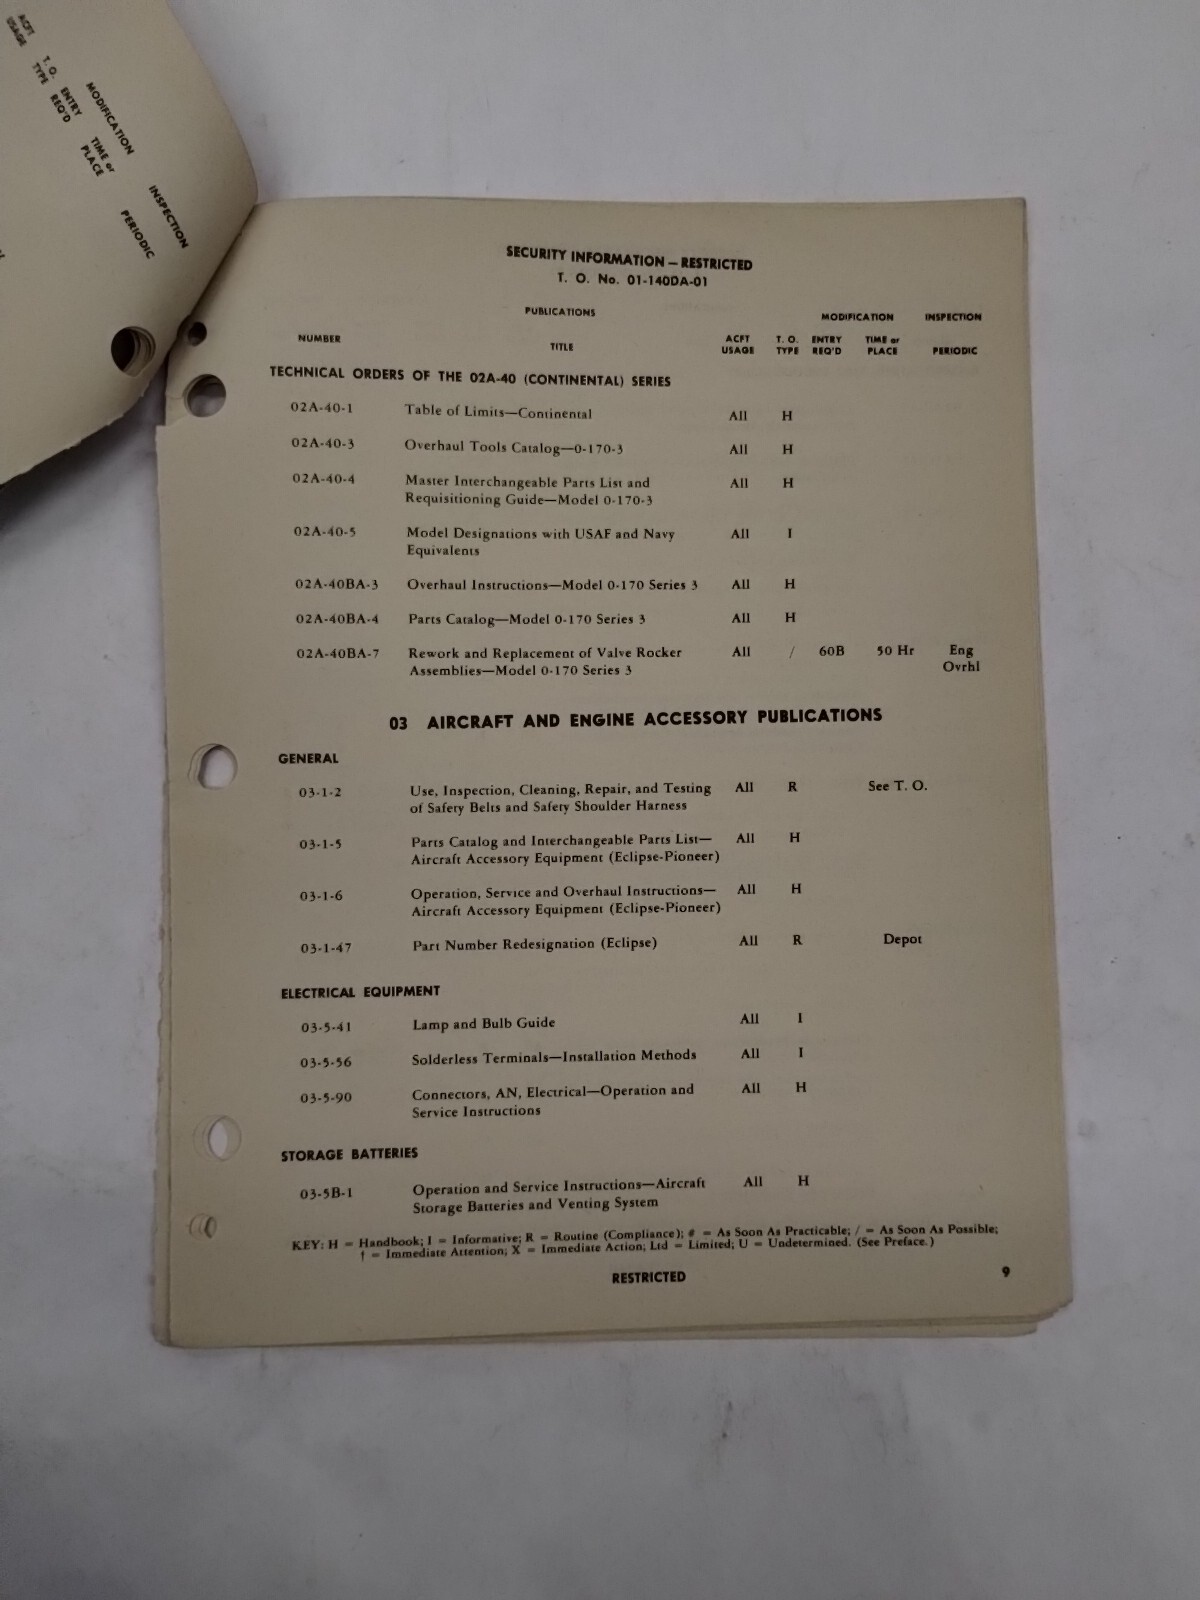 ACFT
USAGE
T. O.
TYPE
ENTRY
REQ'D
MODIFICATION
TIME or
PLACE
INSPECTION
PERIODIC
SECURITY INFORMATION – RESTRICTED
T. O. No. 01-140DA-01
PUBLICATIONS MODIFICATION INSPECTION
NUMBER TITLE ACFT USAGE T. O. TYPE ENTRY REQ'D TIME or PLACE PERIODIC
TECHNICAL ORDERS OF THE 02A-40 (CONTINENTAL) SERIES
02A-40-1 Table of Limits—Continental All H
02A-40-3 Overhaul Tools Catalog—0-170-3 All H
02A-40-4 Master Interchangeable Parts List and All H
Requisitioning Guide—Model 0-170-3
02A-40-5 Model Designations with USAF and Navy All I
Equivalents
02A-40BA-3 Overhaul Instructions—Model 0-170 Series 3 All H
02A-40BA-4 Parts Catalog—Model 0-170 Series 3 All H
02A-40BA-7 Rework and Replacement of Valve Rocker All / 60B 50 Hr Eng
Assemblies—Model 0-170 Series 3 Ovrhl
03 AIRCRAFT AND ENGINE ACCESSORY PUBLICATIONS
GENERAL
03-1-2 Use, Inspection, Cleaning, Repair, and Testing All R See T. O.
of Safety Belts and Safety Shoulder Harness
03-1-5 Parts Catalog and Interchangeable Parts List— All H
Aircraft Accessory Equipment (Eclipse-Pioneer)
03-1-6 Operation, Service and Overhaul Instructions— All H
Aircraft Accessory Equipment (Eclipse-Pioneer)
03-1-47 Part Number Redesignation (Eclipse) All R Depot
ELECTRICAL EQUIPMENT
03-5-41 Lamp and Bulb Guide All I
03-5-56 Solderless Terminals—Installation Methods All I
03-5-90 Connectors, AN, Electrical—Operation and All H
Service Instructions
STORAGE BATTERIES
03-5B-1 Operation and Service Instructions—Aircraft All H
Storage Batteries and Venting System
KEY: H = Handbook; I = Informative; R = Routine (Compliance); # = As Soon As Practicable; / = As Soon As Possible;
† = Immediate Attention; X = Immediate Action; Ltd = Limited; U = Undetermined. (See Preface.)
RESTRICTED 9